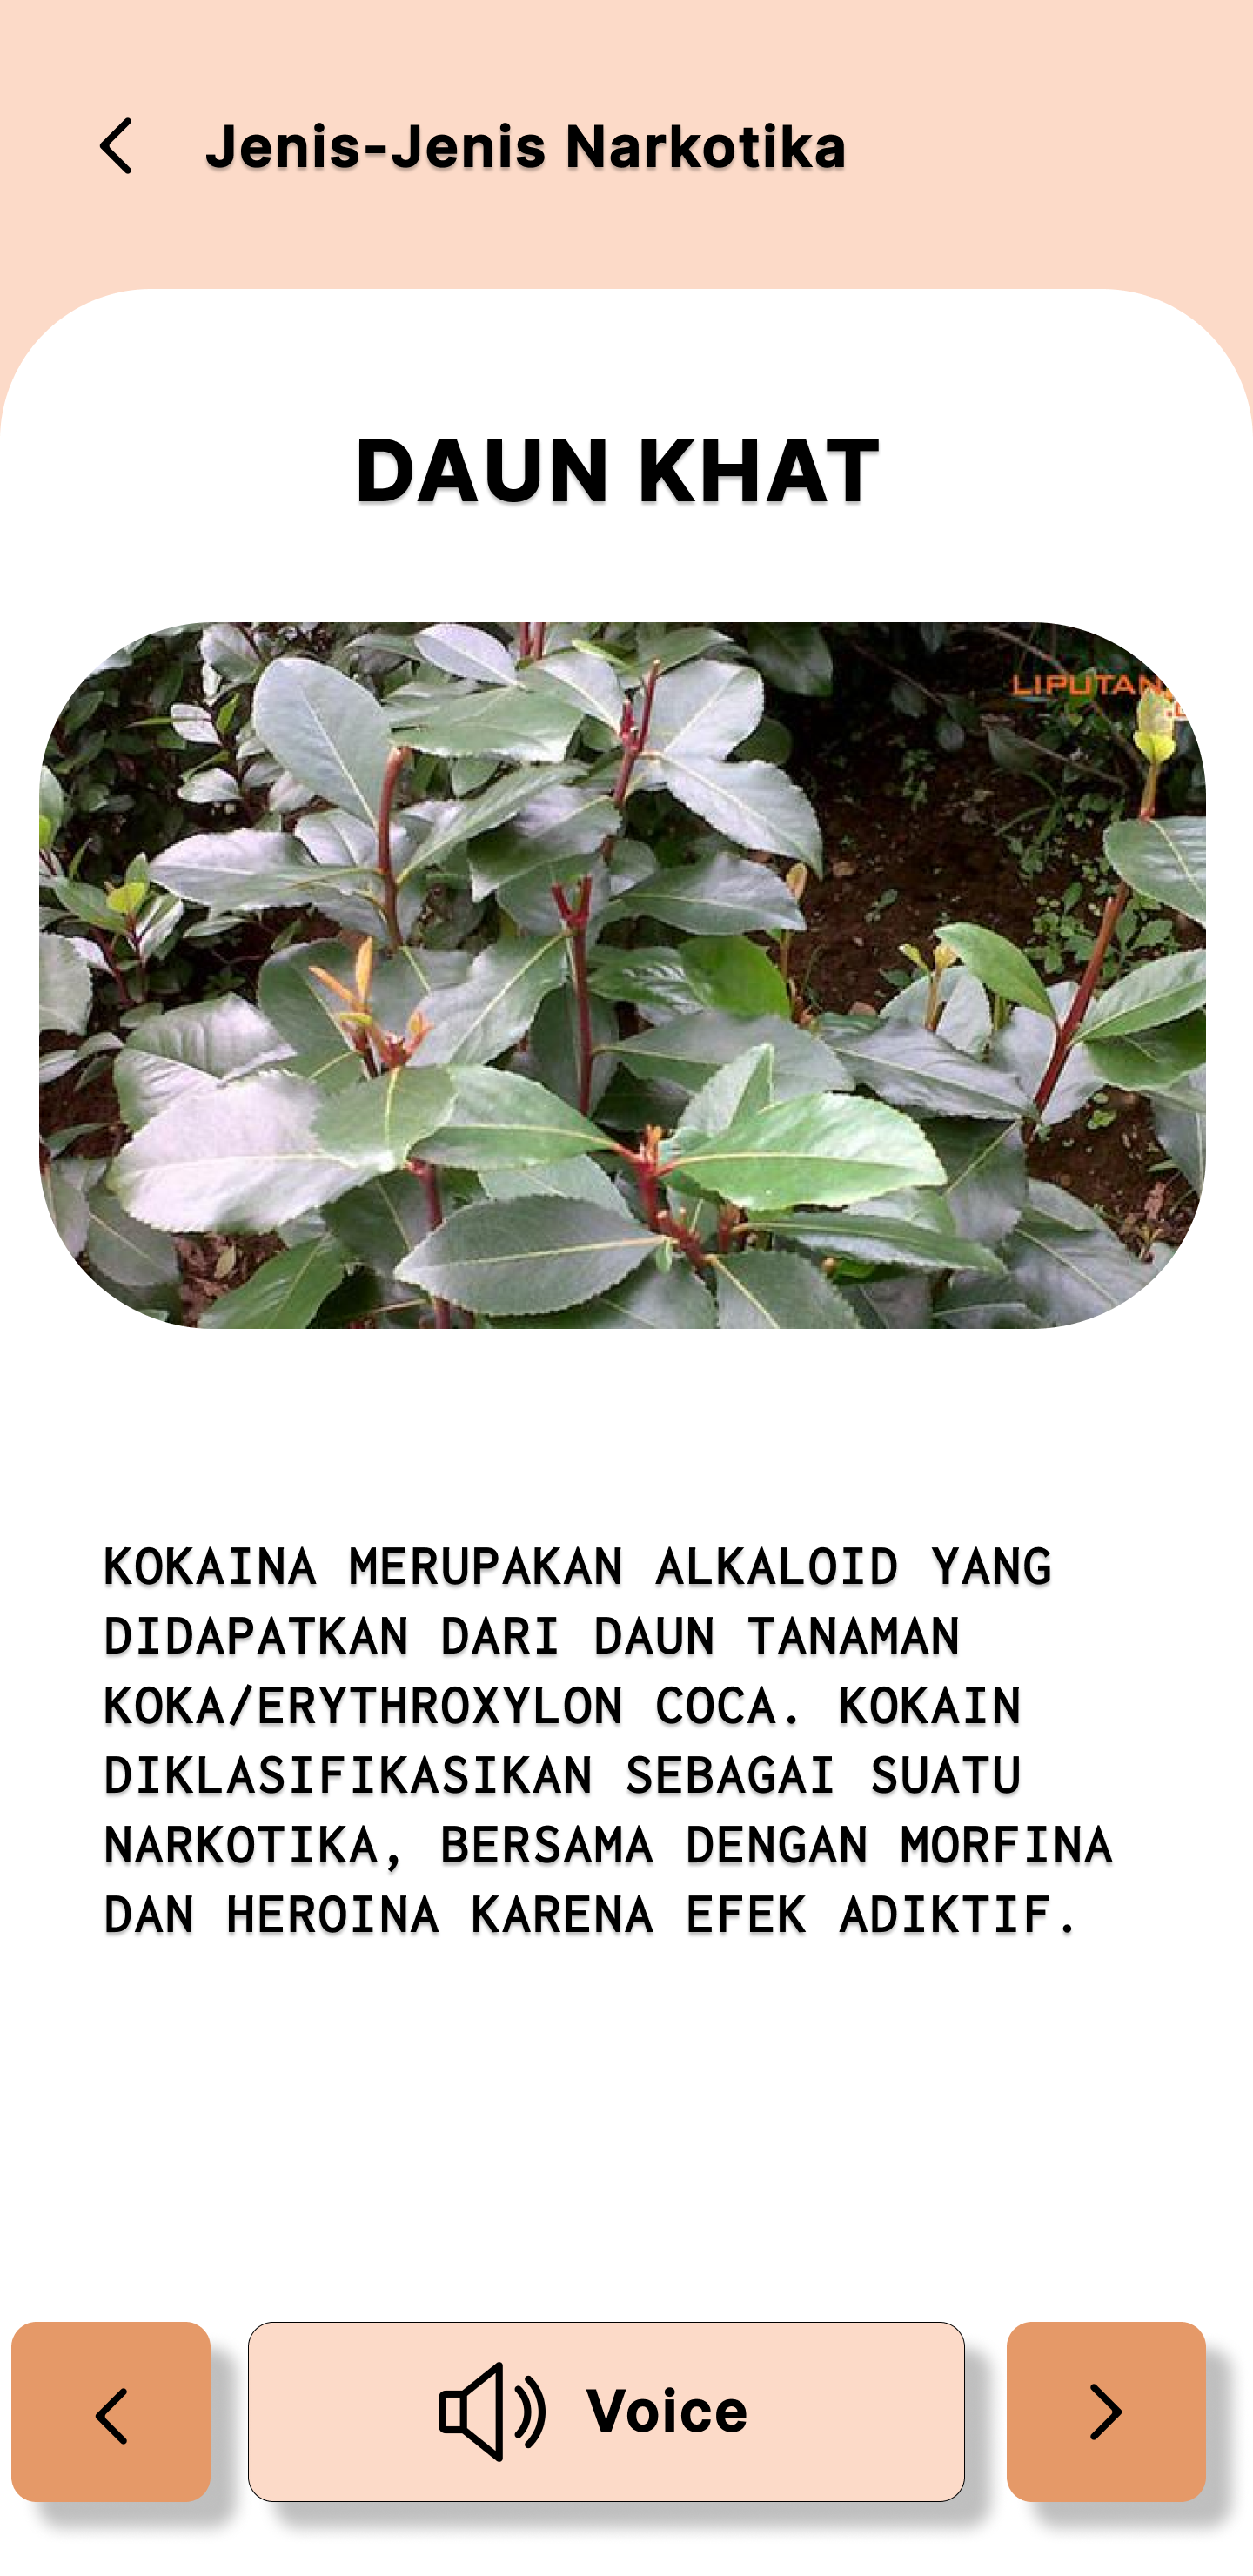 Jenis-Jenis Narkotika
DAUN KHAT
KOKAINA MERUPAKAN ALKALOID YANG
DIDAPATKAN DARI DAUN TANAMAN
KOKA/ERYTHROXYLON COCA. KOKAIN
DIKLASIFIKASIKAN SEBAGAI SUATU
NARKOTIKA, BERSAMA DENGAN MORFINA
DAN HEROINA KARENA EFEK ADIKTIF.
Voice